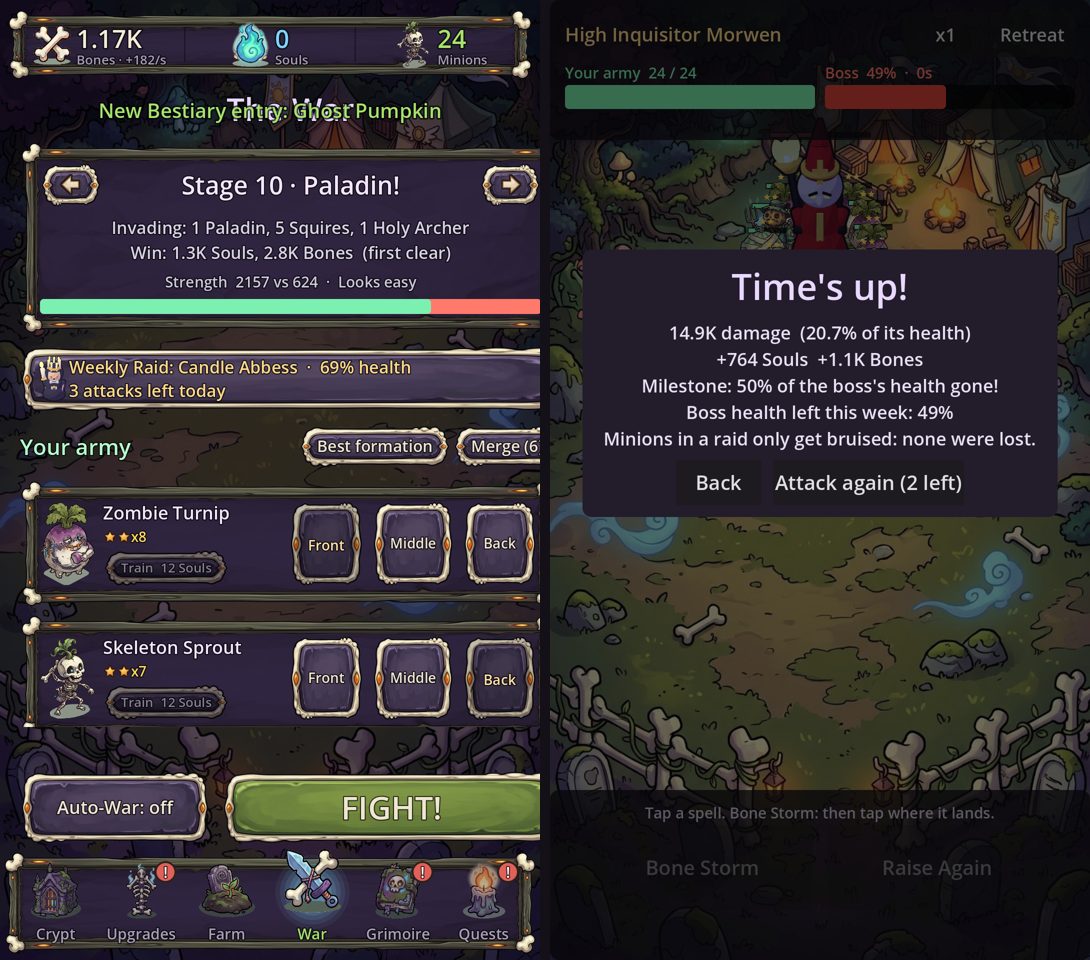 1.17K
Bones · +182/s
0
Souls
24
Minions
The War
New Bestiary entry: Ghost Pumpkin
Stage 10 · Paladin!
Invading: 1 Paladin, 5 Squires, 1 Holy Archer
Win: 1.3K Souls, 2.8K Bones (first clear)
Strength 2157 vs 624 · Looks easy
Weekly Raid: Candle Abbess · 69% health
3 attacks left today
Your army
Best formation
Merge (6
Zombie Turnip
x8
Train 12 Souls
Front
Middle
Back
Skeleton Sprout
x7
Train 12 Souls
Front
Middle
Back
Auto-War: off
FIGHT!
!
!
!
Crypt
Upgrades
Farm
War
Grimoire
Quests
High Inquisitor Morwen
x1
Retreat
Your army 24 / 24
Boss 49% · 0s
Time's up!
14.9K damage (20.7% of its health)
+764 Souls +1.1K Bones
Milestone: 50% of the boss's health gone!
Boss health left this week: 49%
Minions in a raid only get bruised: none were lost.
Back
Attack again (2 left)
Tap a spell. Bone Storm: then tap where it lands.
Bone Storm
Raise Again